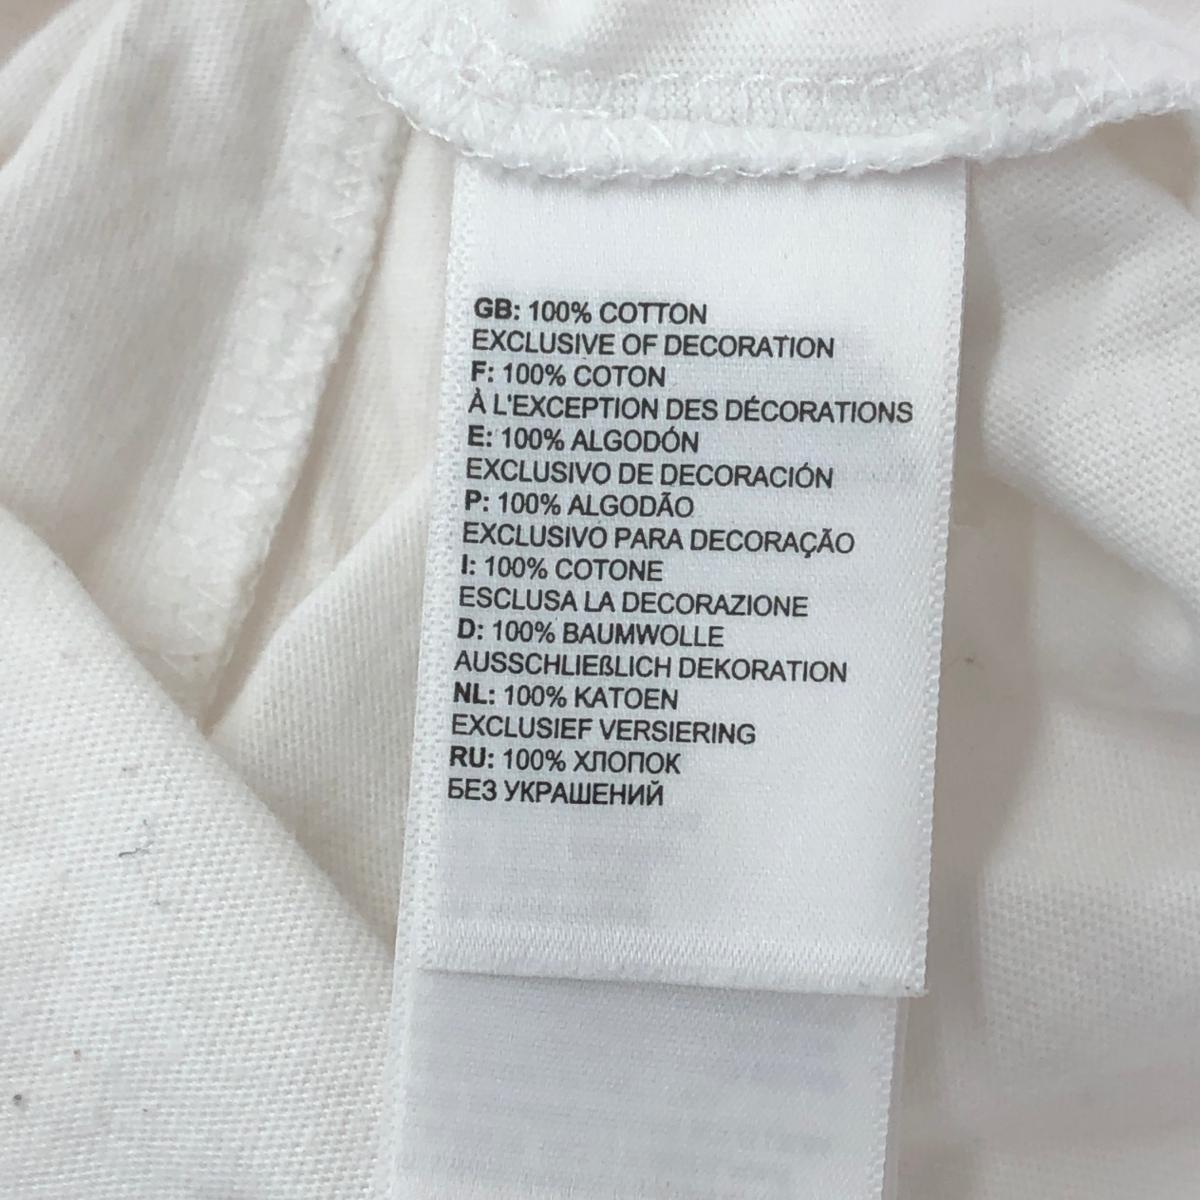 GB: 100% COTTON
EXCLUSIVE OF DECORATION
F: 100% COTON
À L'EXCEPTION DES DÉCORATIONS
E: 100% ALGODÓN
EXCLUSIVO DE DECORACIÓN
P: 100% ALGODÃO
EXCLUSIVO PARA DECORAÇÃO
I: 100% COTONE
ESCLUSA LA DECORAZIONE
D: 100% BAUMWOLLE
AUSSCHLIEßLICH DEKORATION
NL: 100% KATOEN
EXCLUSIEF VERSIERING
RU: 100% ХЛОПОК
БЕЗ УКРАШЕНИЙ